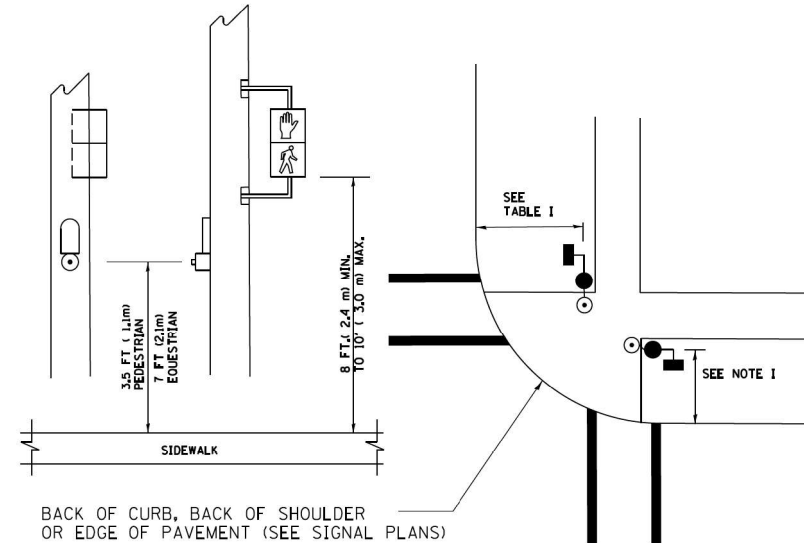 SEE
TABLE I
3.5 FT ( 1.1m)
PEDESTRIAN
7 FT (2.1m)
EQUESTRIAN
8 FT.( 2.4 m) MIN.
TO 10' ( 3.0 m) MAX.
SEE NOTE I
SIDEWALK
BACK OF CURB, BACK OF SHOULDER
OR EDGE OF PAVEMENT (SEE SIGNAL PLANS)